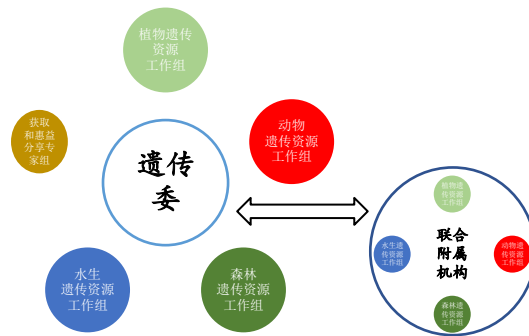 植物遗传
资源
工作组
获取
和惠益
分享专
家组
动物
遗传资源
工作组
遗传
委
水生
遗传资源
工作组
森林
遗传资源
工作组
植物遗
传资源
工作组
联合
附属
机构
水生遗
传资源
工作组
动物遗
传资源
工作组
森林遗
传资源
工作组